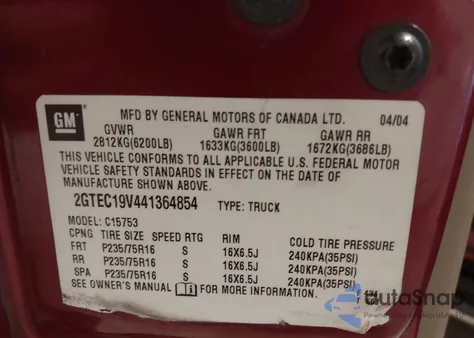 GM
MFD BY GENERAL MOTORS OF CANADA LTD. 04/04
GVWR GAWR FRT GAWR RR
2812KG(6200LB) 1633KG(3600LB) 1672KG(3686LB)
THIS VEHICLE CONFORMS TO ALL APPLICABLE U.S. FEDERAL MOTOR
VEHICLE SAFETY STANDARDS IN EFFECT ON THE DATE OF
MANUFACTURE SHOWN ABOVE.
2GTEC19V441364854 TYPE: TRUCK
MODEL: C15753
CPNG TIRE SIZE SPEED RTG RIM COLD TIRE PRESSURE
FRT P235/75R16 S 16X6.5J 240KPA(35PSI)
RR P235/75R16 S 16X6.5J 240KPA(35PSI)
SPA P235/75R16 S 16X6.5J 240KPA(35PSI)
SEE OWNER'S MANUAL FOR MORE INFORMATION.
AutoSnap